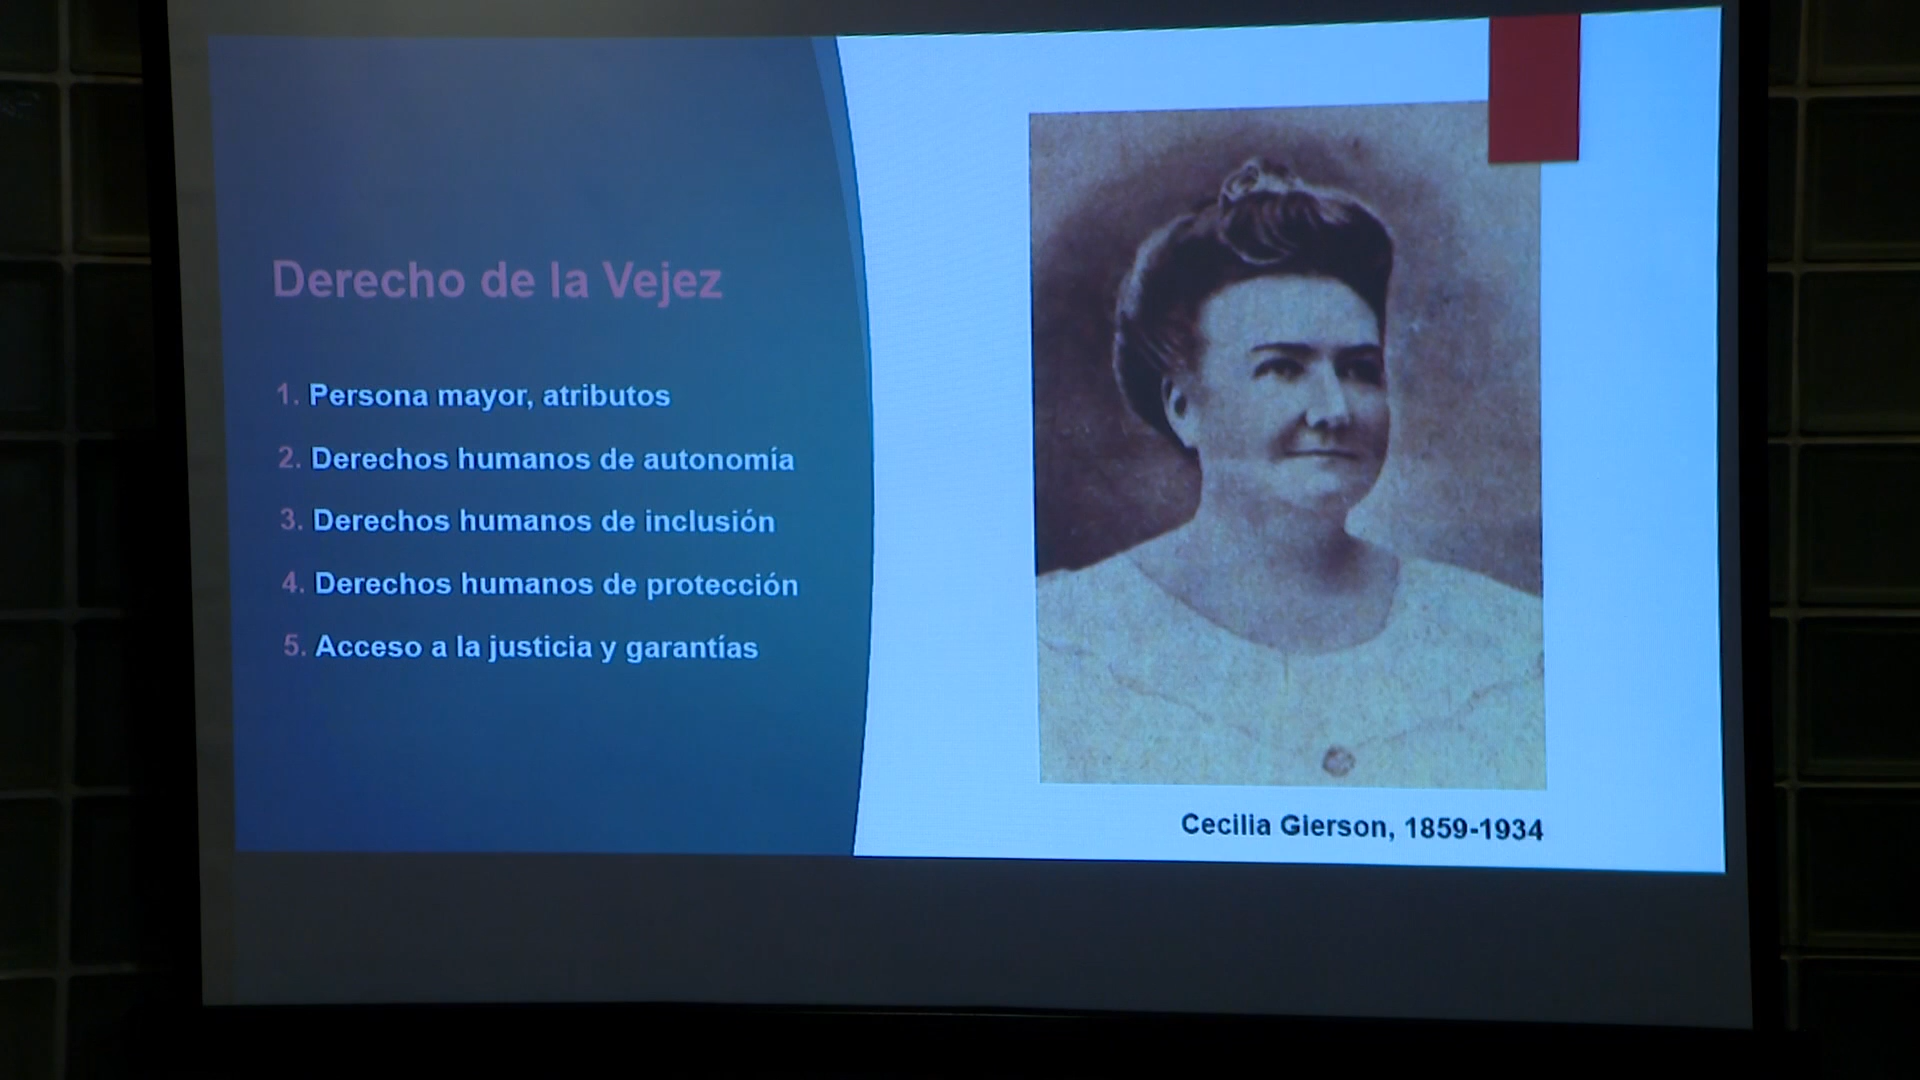 Derecho de la Vejez
1. Persona mayor, atributos
2. Derechos humanos de autonomía
3. Derechos humanos de inclusión
4. Derechos humanos de protección
5. Acceso a la justicia y garantías
Cecilia Gierson, 1859-1934